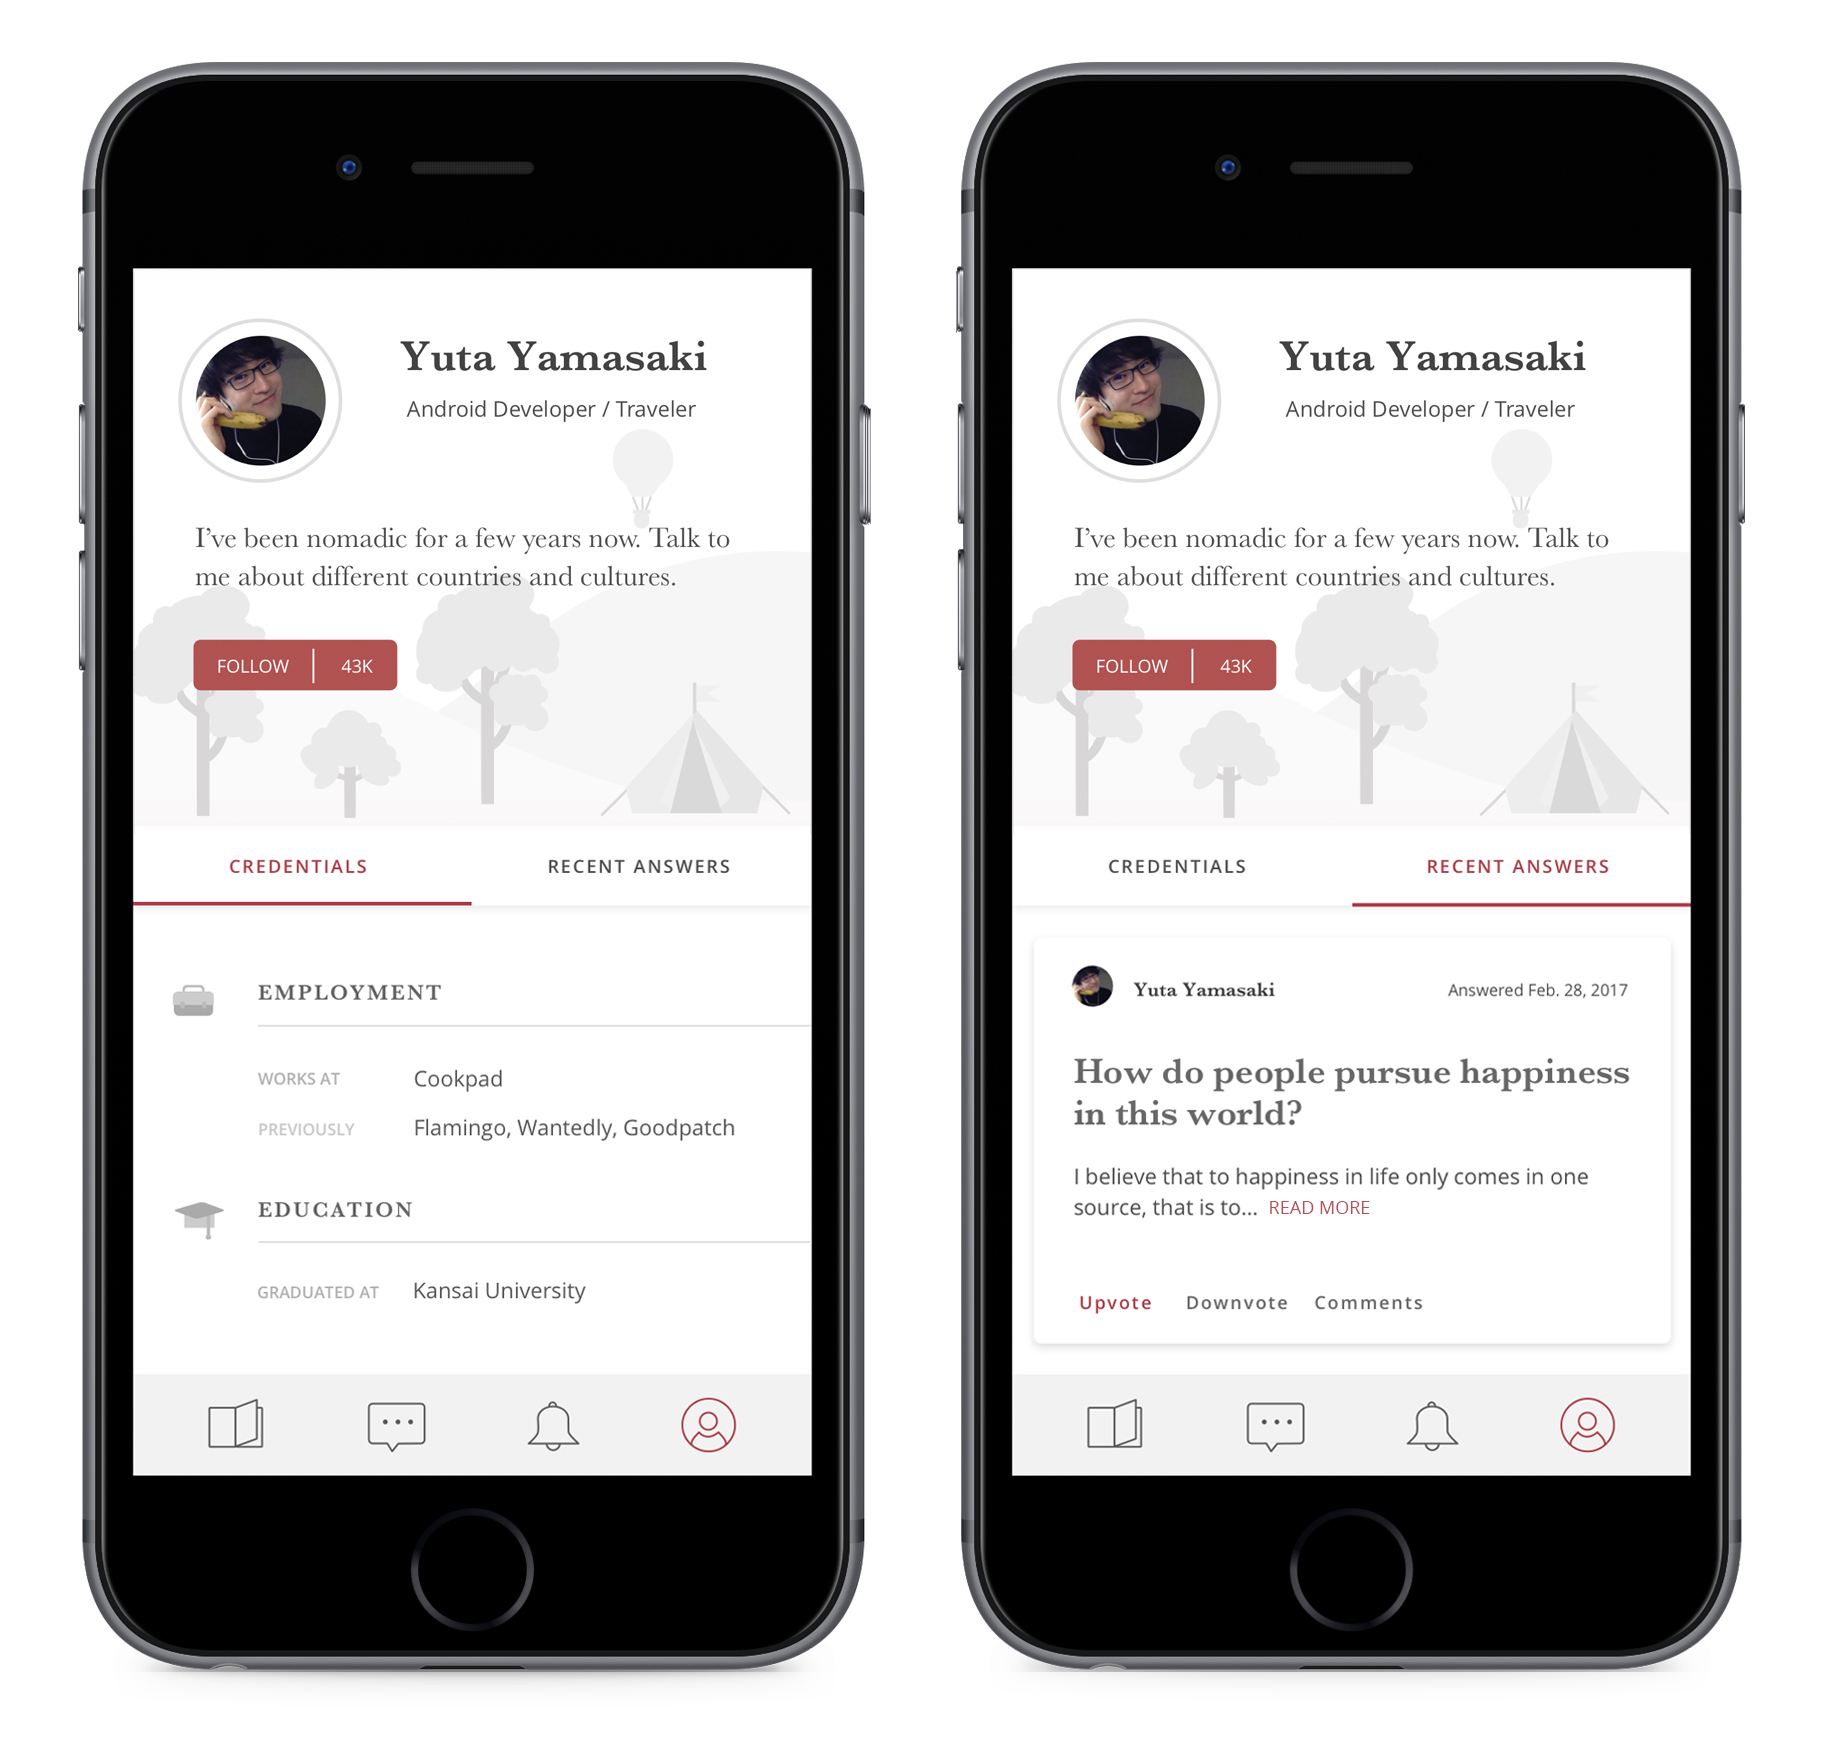 Yuta Yamasaki
Android Developer / Traveler
I've been nomadic for a few years now. Talk to
me about different countries and cultures.
FOLLOW | 43K
CREDENTIALS
RECENT ANSWERS
EMPLOYMENT
WORKS AT Cookpad
PREVIOUSLY Flamingo, Wantedly, Goodpatch
EDUCATION
GRADUATED AT Kansai University
Yuta Yamasaki
Android Developer / Traveler
I've been nomadic for a few years now. Talk to
me about different countries and cultures.
FOLLOW | 43K
CREDENTIALS
RECENT ANSWERS
Yuta Yamasaki
Answered Feb. 28, 2017
How do people pursue happiness
in this world?
I believe that to happiness in life only comes in one
source, that is to... READ MORE
Upvote Downvote Comments